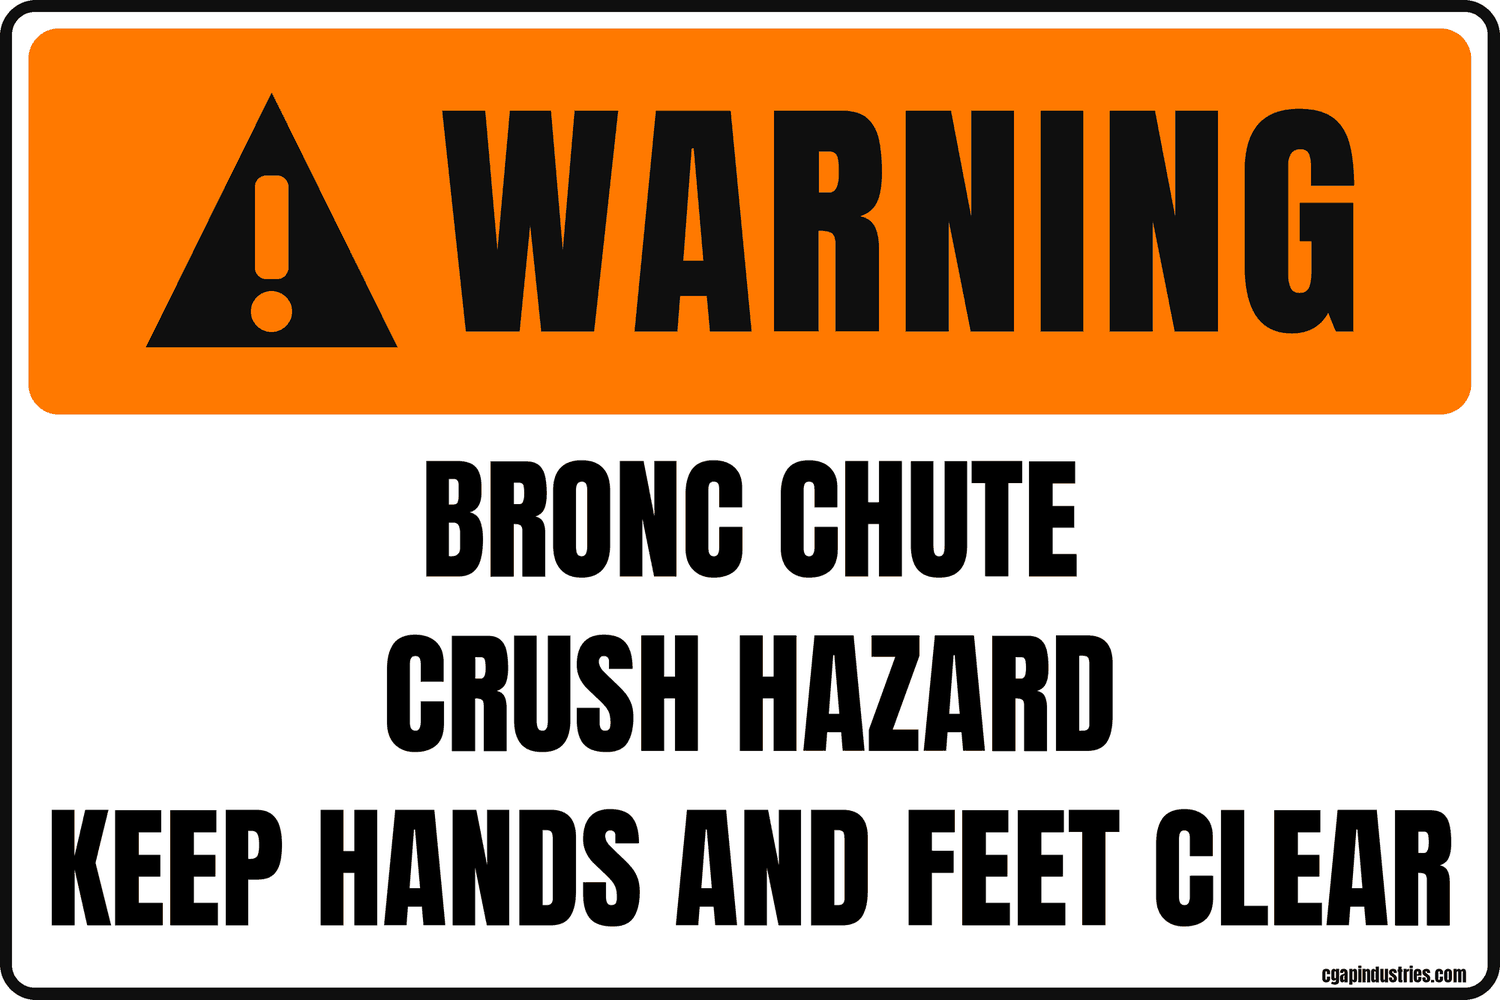 WARNING
BRONC CHUTE
CRUSH HAZARD
KEEP HANDS AND FEET CLEAR
cgapindustries.com